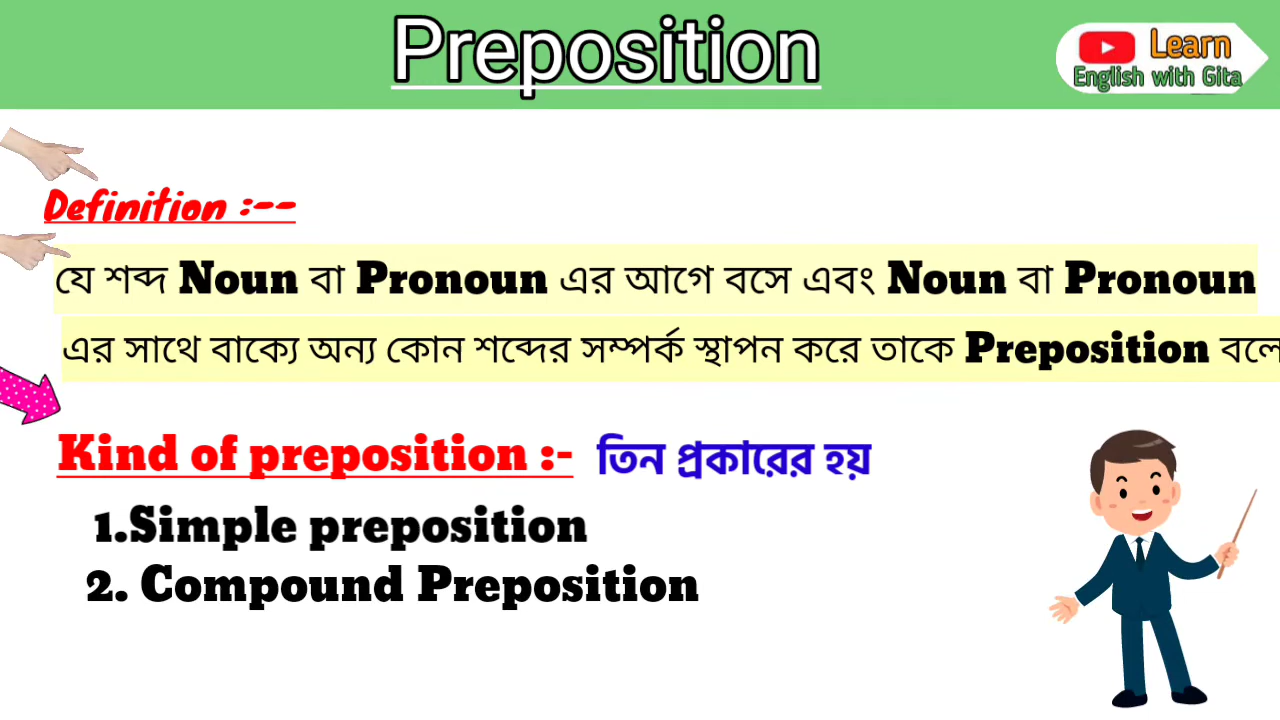 Preposition
Learn
English with Gita
Definition :--
যে শব্দ Noun বা Pronoun এর আগে বসে এবং Noun বা Pronoun
এর সাথে বাক্যে অন্য কোন শব্দের সম্পর্ক স্থাপন করে তাকে Preposition বলে
Kind of preposition :- তিন প্রকারের হয়
1.Simple preposition
2. Compound Preposition